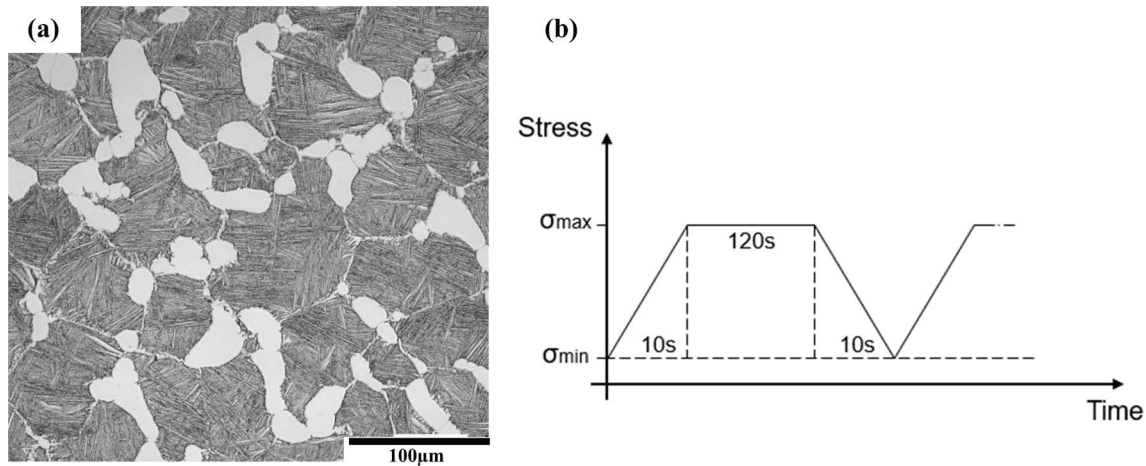 (a)
100μm
(b)
Stress
σmax
120s
σmin
10s
10s
Time